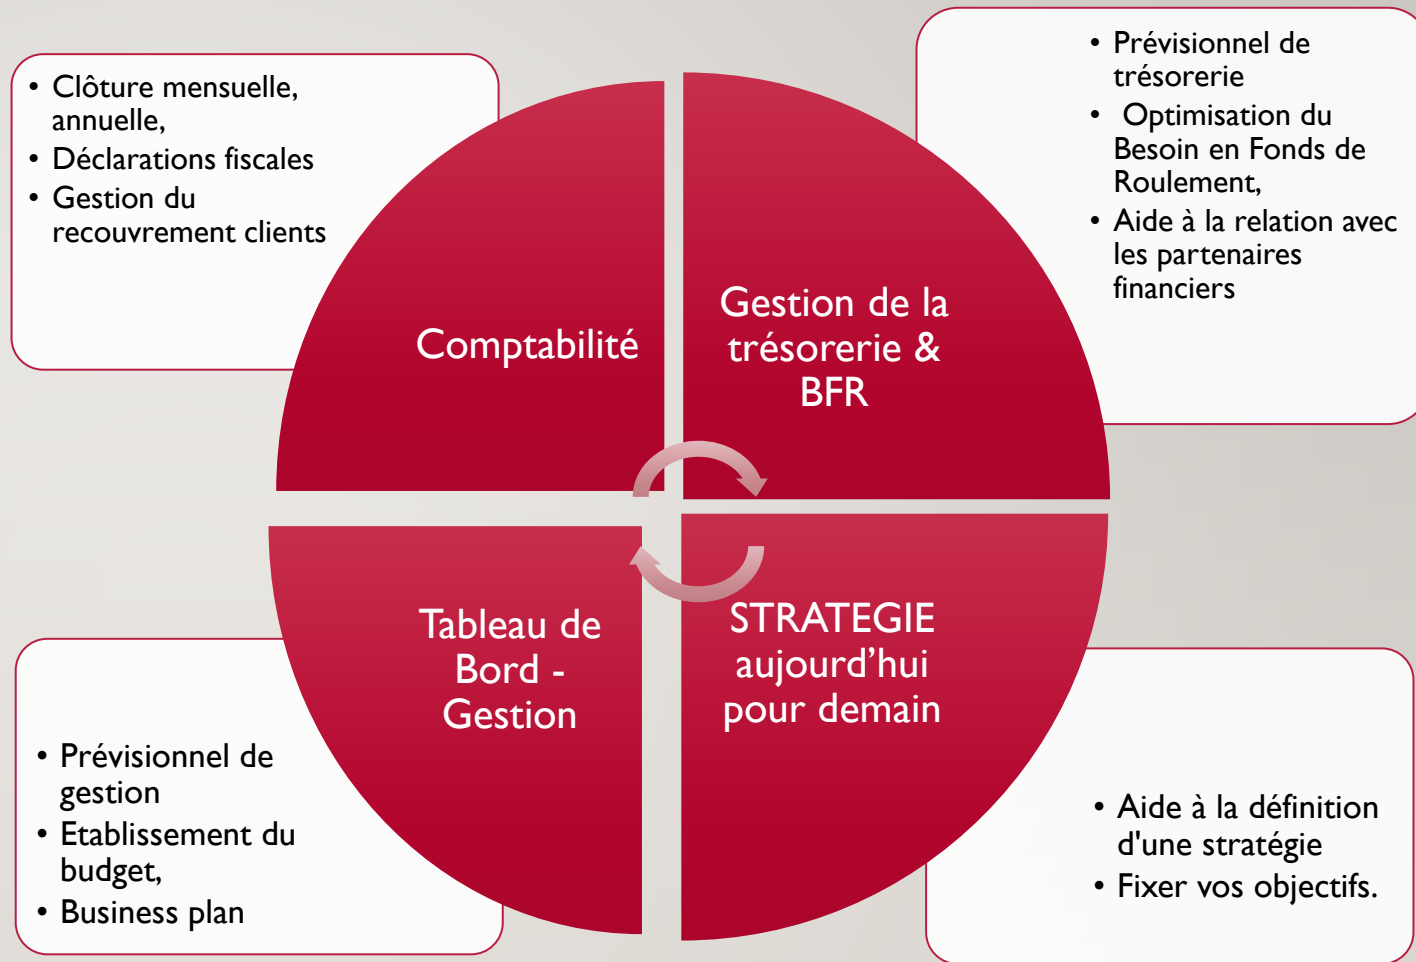 • Clôture mensuelle,
annuelle,
• Déclarations fiscales
• Gestion du
recouvrement clients
• Prévisionnel de
trésorerie
• Optimisation du
Besoin en Fonds de
Roulement,
• Aide à la relation avec
les partenaires
financiers
Comptabilité
Gestion de la
trésorerie &
BFR
Tableau de
Bord -
Gestion
STRATEGIE
aujourd’hui
pour demain
• Prévisionnel de
gestion
• Etablissement du
budget,
• Business plan
• Aide à la définition
d'une stratégie
• Fixer vos objectifs.